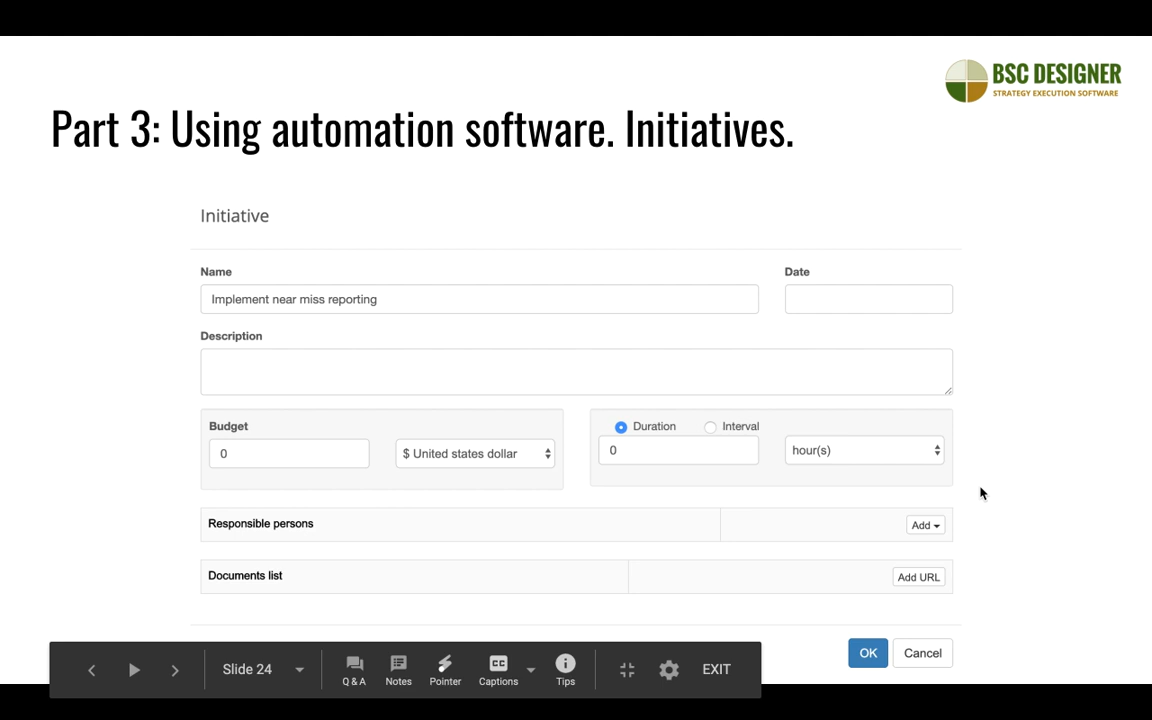 BSC DESIGNER
STRATEGY EXECUTION SOFTWARE
Part 3: Using automation software. Initiatives.
Initiative
Name
Date
Implement near miss reporting
Description
Budget
Duration
Interval
0
$ United states dollar
0
hour(s)
Responsible persons
Add
Documents list
Add URL
OK
Cancel
Slide 24
Q & A
Notes
Pointer
CC
Captions
Tips
EXIT